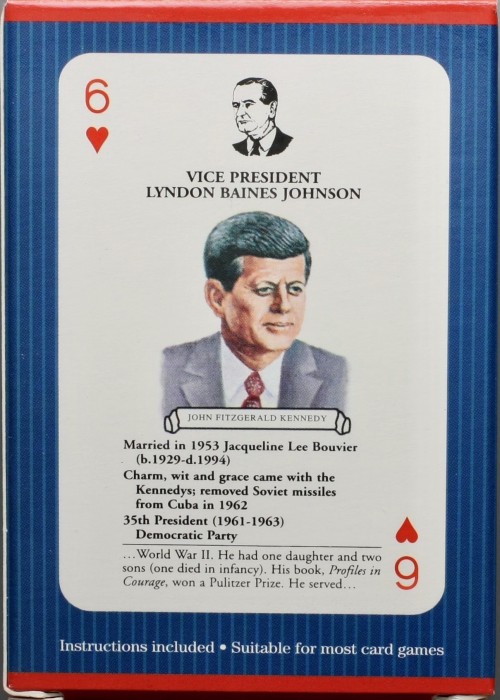 6
VICE PRESIDENT
LYNDON BAINES JOHNSON
JOHN FITZGERALD KENNEDY
Married in 1953 Jacqueline Lee Bouvier
(b.1929-d.1994)
Charm, wit and grace came with the
Kennedys; removed Soviet missiles
from Cuba in 1962
35th President (1961-1963)
Democratic Party
...World War II. He had one daughter and two
sons (one died in infancy). His book, Profiles in
Courage, won a Pulitzer Prize. He served...
6
Instructions included • Suitable for most card games